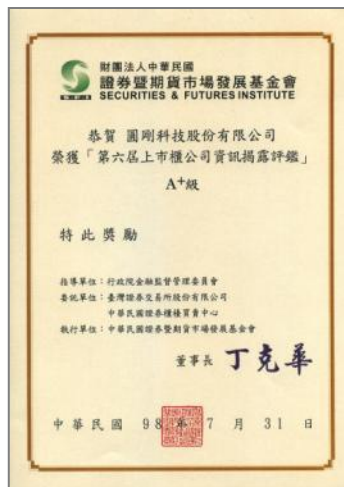 財團法人中華民國
證券暨期貨市場發展基金會
SECURITIES & FUTURES INSTITUTE
S · F · I
恭賀 圓剛科技股份有限公司
榮獲「第六屆上市櫃公司資訊揭露評鑑」
A+級
特此獎勵
指導單位：行政院金融監督管理委員會
委託單位：臺灣證券交易所股份有限公司
中華民國證券櫃檯買賣中心
執行單位：中華民國證券暨期貨市場發展基金會
董事長 丁克華
中華民國 98 年 7 月 31 日